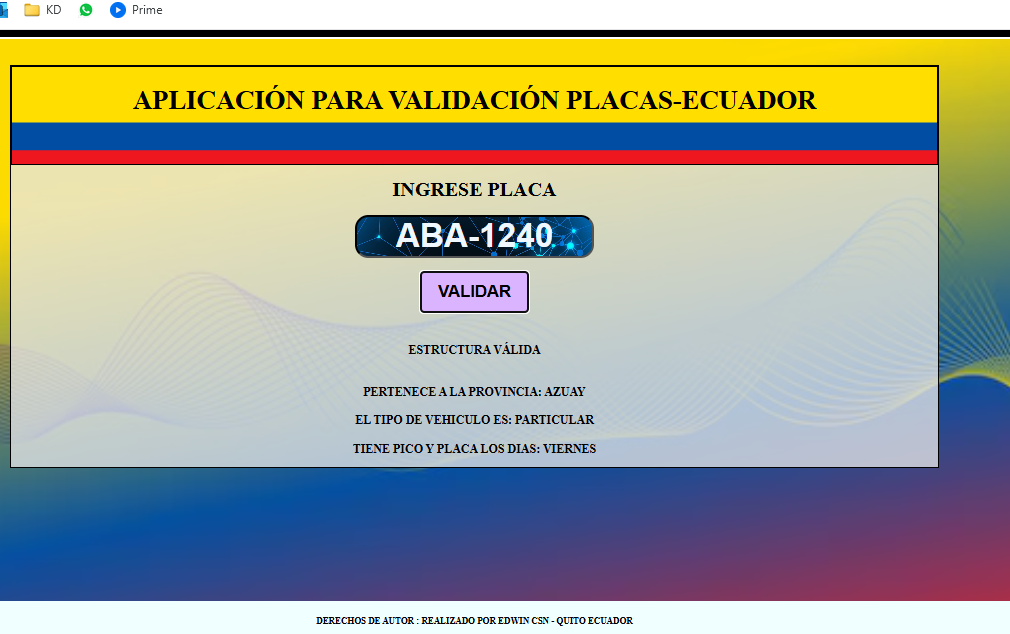 KD Prime
APLICACIÓN PARA VALIDACIÓN PLACAS-ECUADOR
INGRESE PLACA
ABA-1240
VALIDAR
ESTRUCTURA VÁLIDA
PERTENECE A LA PROVINCIA: AZUAY
EL TIPO DE VEHICULO ES: PARTICULAR
TIENE PICO Y PLACA LOS DIAS: VIERNES
DERECHOS DE AUTOR : REALIZADO POR EDWIN CSN - QUITO ECUADOR